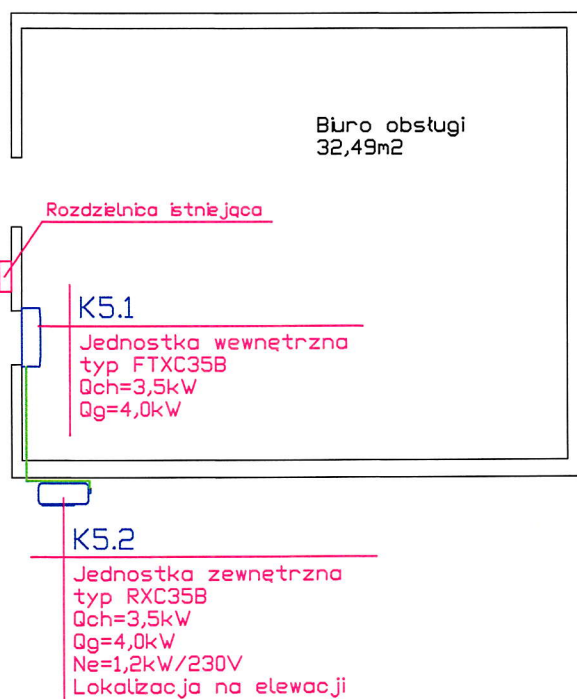 Biuro obsługi
32,49m2
Rozdzielnica istniejąca
K5.1
Jednostka wewnętrzna
typ FTXC35B
Qch=3,5kW
Qg=4,0kW
K5.2
Jednostka zewnętrzna
typ RXC35B
Qch=3,5kW
Qg=4,0kW
Ne=1,2kW/230V
Lokalizacja na elewacji